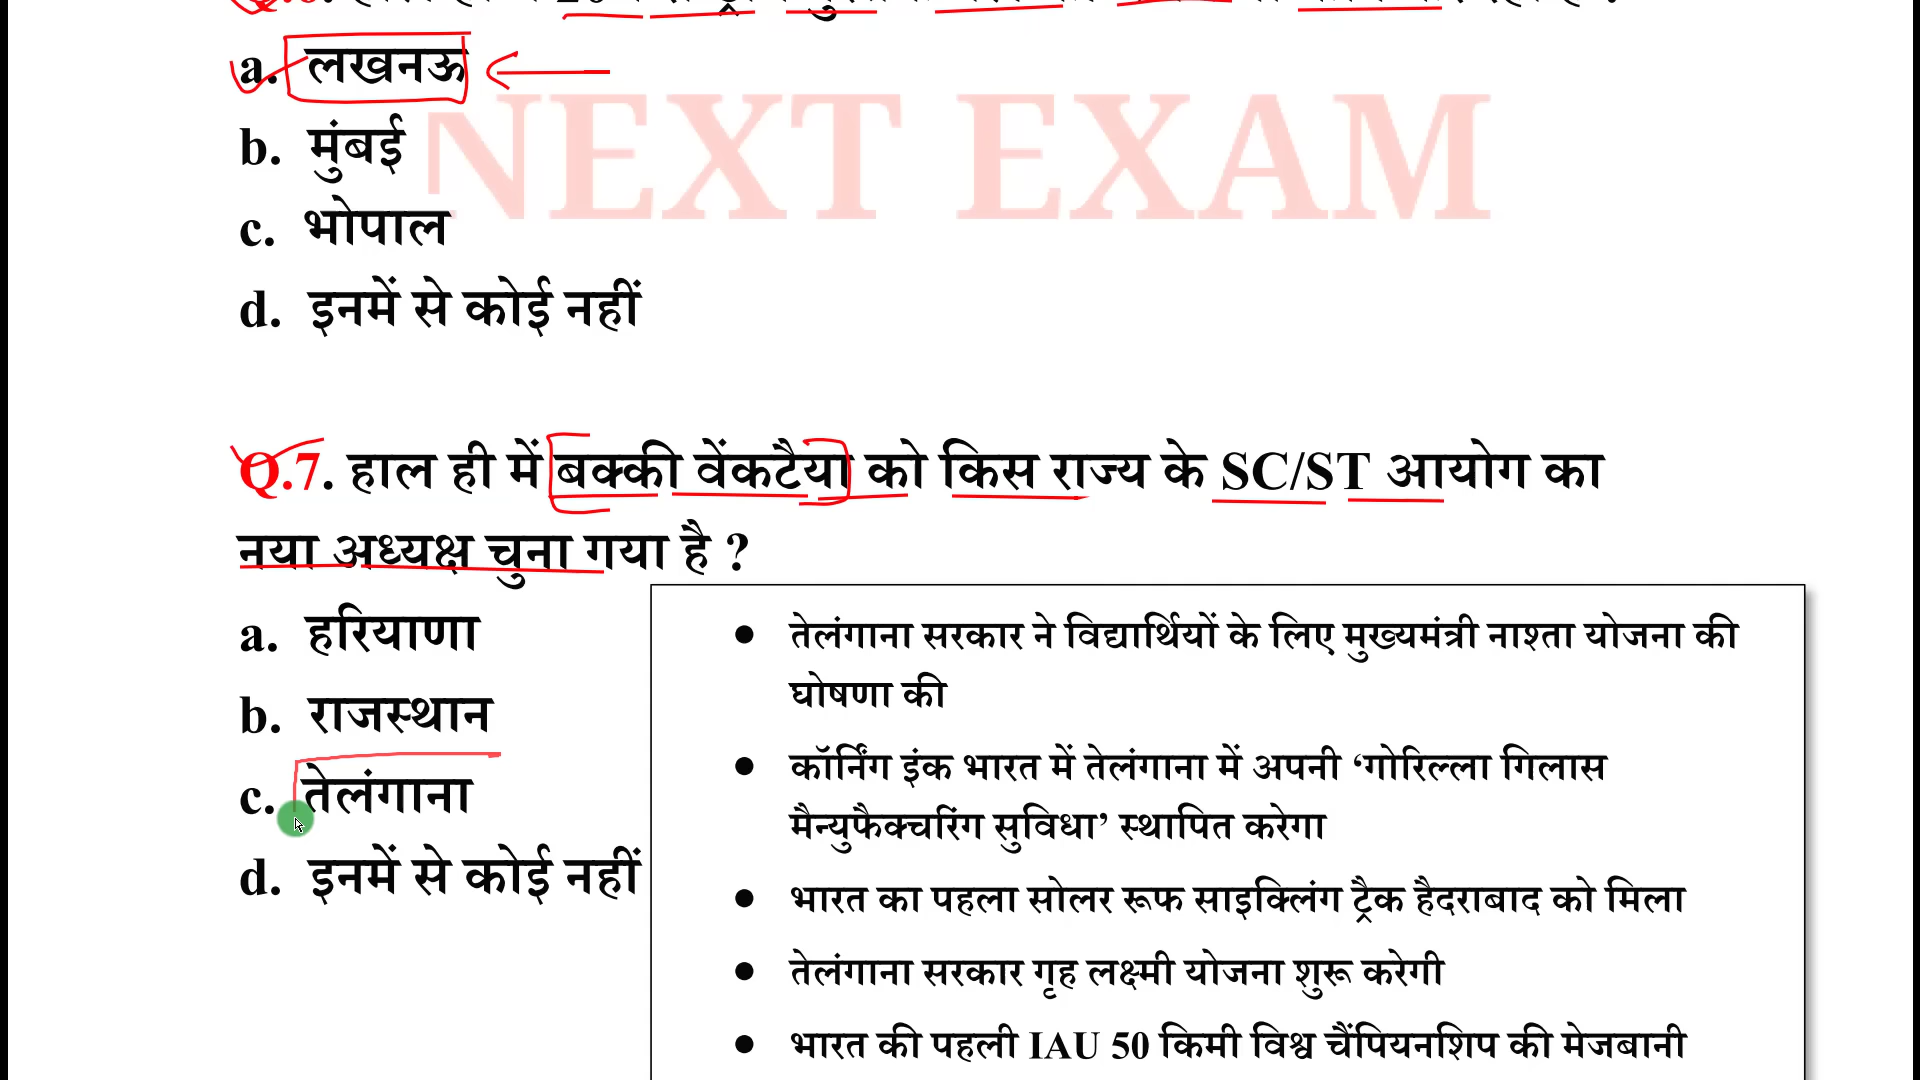 a. लखनऊ
NEXT EXAM
b. मुंबई
c. भोपाल
d. इनमें से कोई नहीं
Q.7. हाल ही में बक्की वेंकटैया को किस राज्य के SC/ST आयोग का
नया अध्यक्ष चुना गया है ?
a. हरियाणा
b. राजस्थान
c. तेलंगाना
d. इनमें से कोई नहीं
• तेलंगाना सरकार ने विद्यार्थियों के लिए मुख्यमंत्री नाश्ता योजना की
घोषणा की
• कॉर्निंग इंक भारत में तेलंगाना में अपनी ‘गोरिल्ला गिलास
मैन्युफैक्चरिंग सुविधा’ स्थापित करेगा
• भारत का पहला सोलर रूफ साइक्लिंग ट्रैक हैदराबाद को मिला
• तेलंगाना सरकार गृह लक्ष्मी योजना शुरू करेगी
• भारत की पहली IAU 50 किमी विश्व चैंपियनशिप की मेजबानी